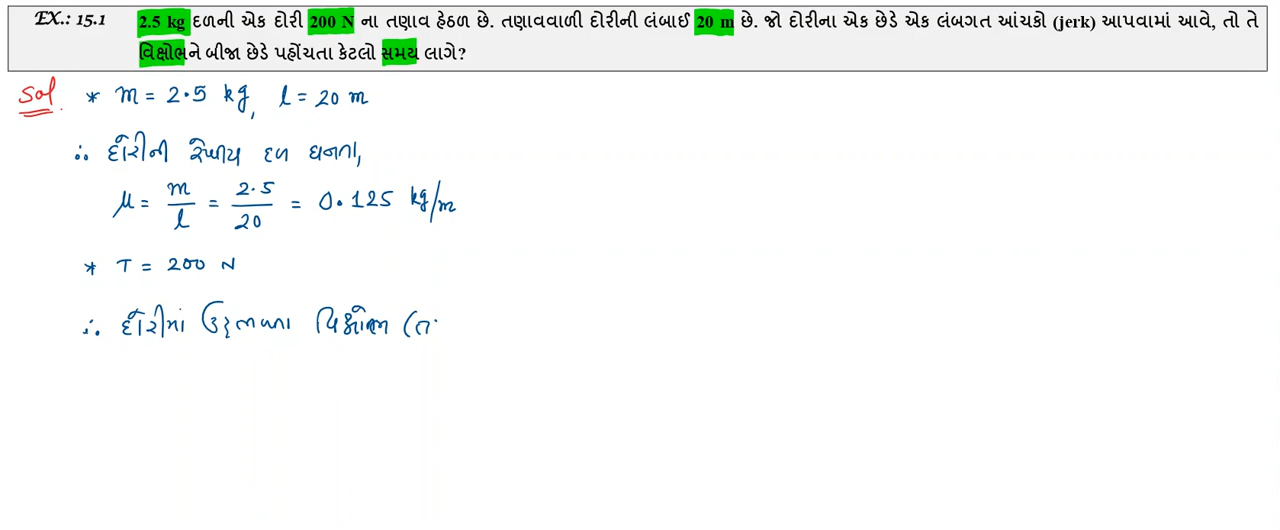 EX.: 15.1 2.5 kg દળની એક દોરી 200 N ના તણાવ હેઠળ છે. તણાવવાળી દોરીની લંબાઈ 20 m છે. જો દોરીના એક છેડે એક લંબગત આંચકો (jerk) આપવામાં આવે, તો તે
વિક્ષોભને બીજા છેડે પહોંચતા કેટલો સમય લાગે?
Sol. * m = 2.5 kg, l = 20 m
∴ દોરીની રેખીય દળ ઘનતા,
μ = m/l = 2.5/20 = 0.125 kg/m
* T = 200 N
∴ દોરીમાં ઉદ્દભવતા વિક્ષોભ (ત